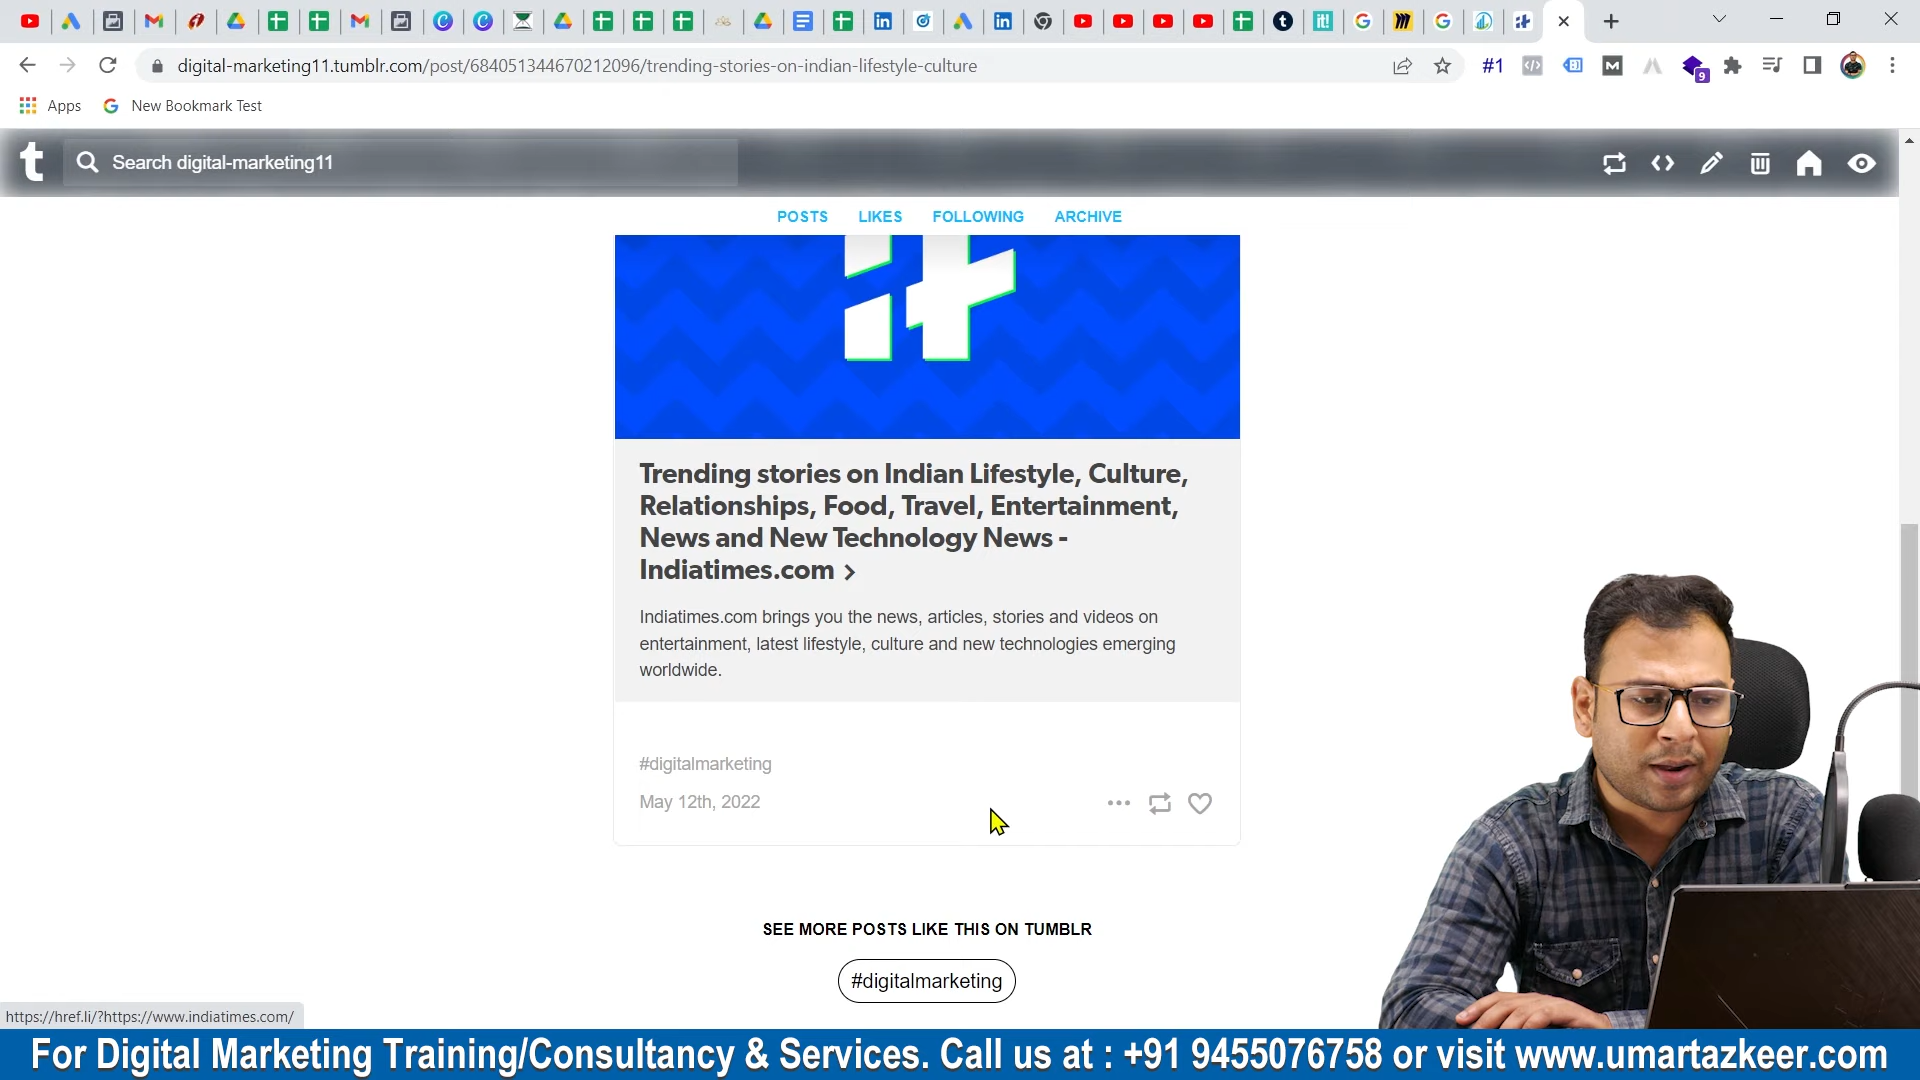 digital-marketing11.tumblr.com/post/684051344670212096/trending-stories-on-indian-lifestyle-culture
#1
9
Apps
New Bookmark Test
t
Search digital-marketing11
POSTS LIKES FOLLOWING ARCHIVE
it
Trending stories on Indian Lifestyle, Culture,
Relationships, Food, Travel, Entertainment,
News and New Technology News -
Indiatimes.com >
Indiatimes.com brings you the news, articles, stories and videos on
entertainment, latest lifestyle, culture and new technologies emerging
worldwide.
#digitalmarketing
May 12th, 2022
SEE MORE POSTS LIKE THIS ON TUMBLR
#digitalmarketing
https://href.li/?https://www.indiatimes.com/
For Digital Marketing Training/Consultancy & Services. Call us at : +91 9455076758 or visit www.umartazkeer.com